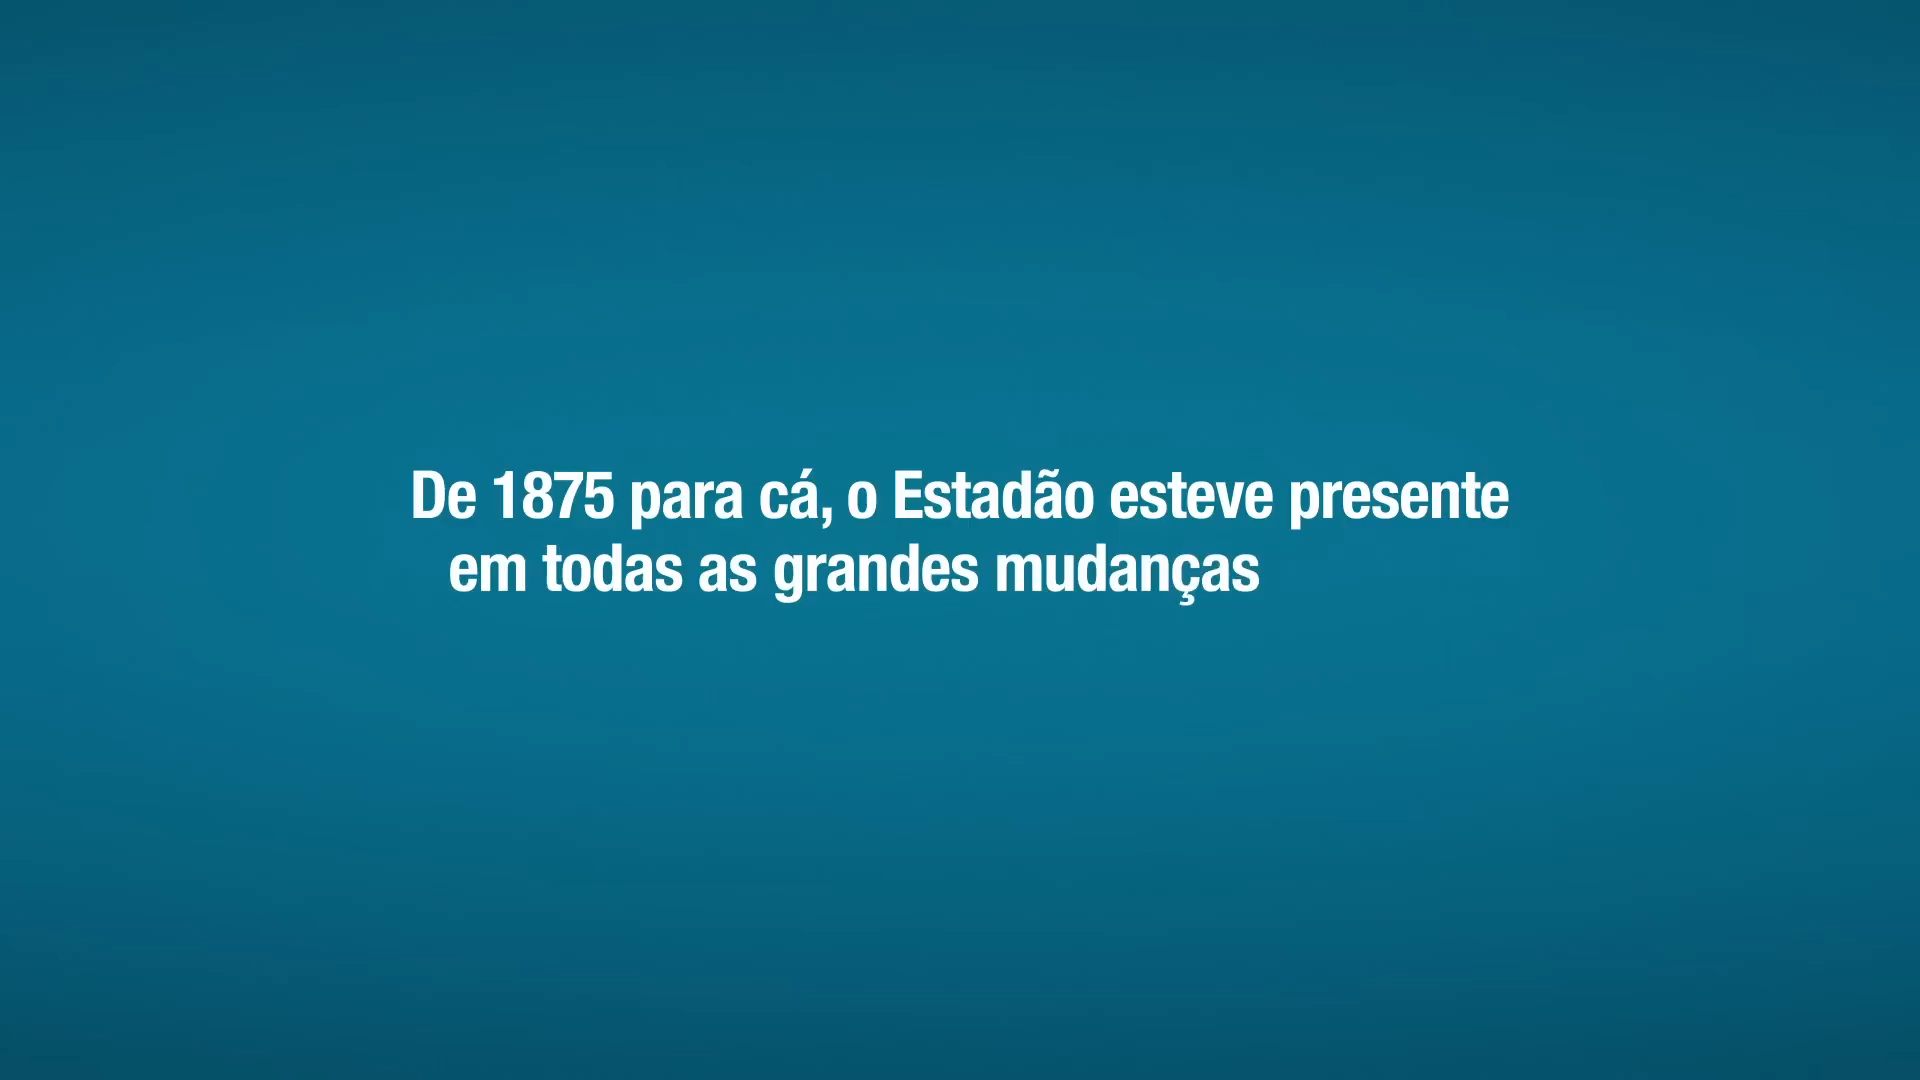 De 1875 para cá, o Estadão esteve presente
em todas as grandes mudanças